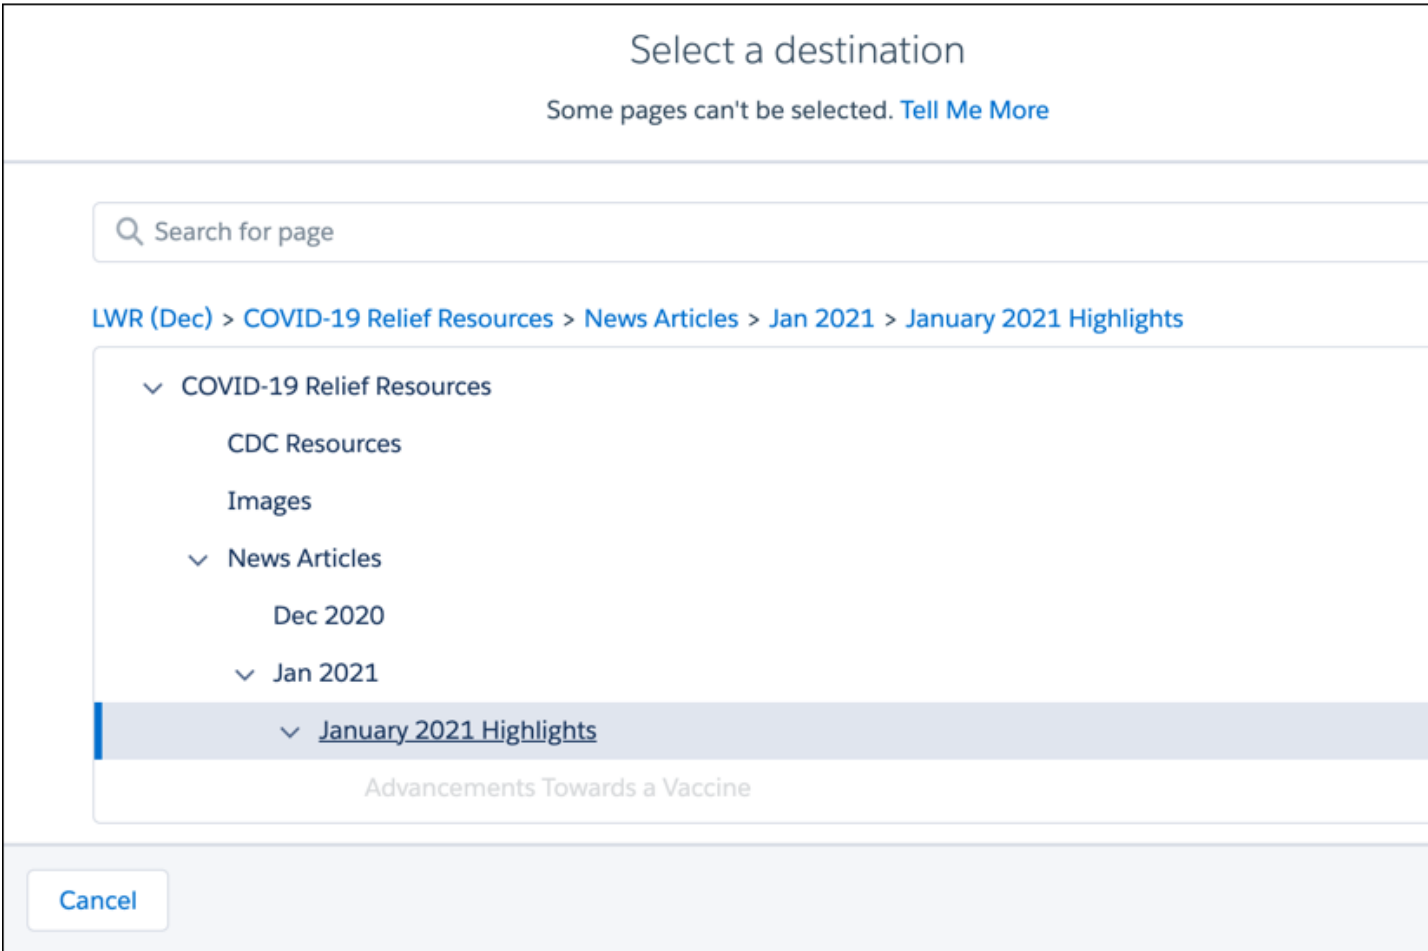 Select a destination
Some pages can't be selected. Tell Me More
Search for page
LWR (Dec) > COVID-19 Relief Resources > News Articles > Jan 2021 > January 2021 Highlights
COVID-19 Relief Resources
CDC Resources
Images
News Articles
Dec 2020
Jan 2021
January 2021 Highlights
Advancements Towards a Vaccine
Cancel